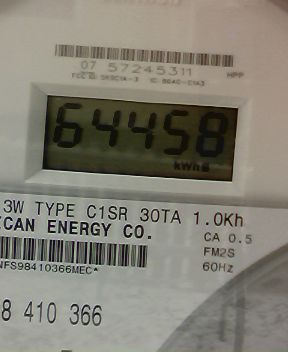 07 57245311 HPP
64458
kWh
3W TYPE C1SR 30TA 1.0Kh
CAN ENERGY CO.
CA 0.5
FM2S
60Hz
NFS98410366MEC*
8 410 366